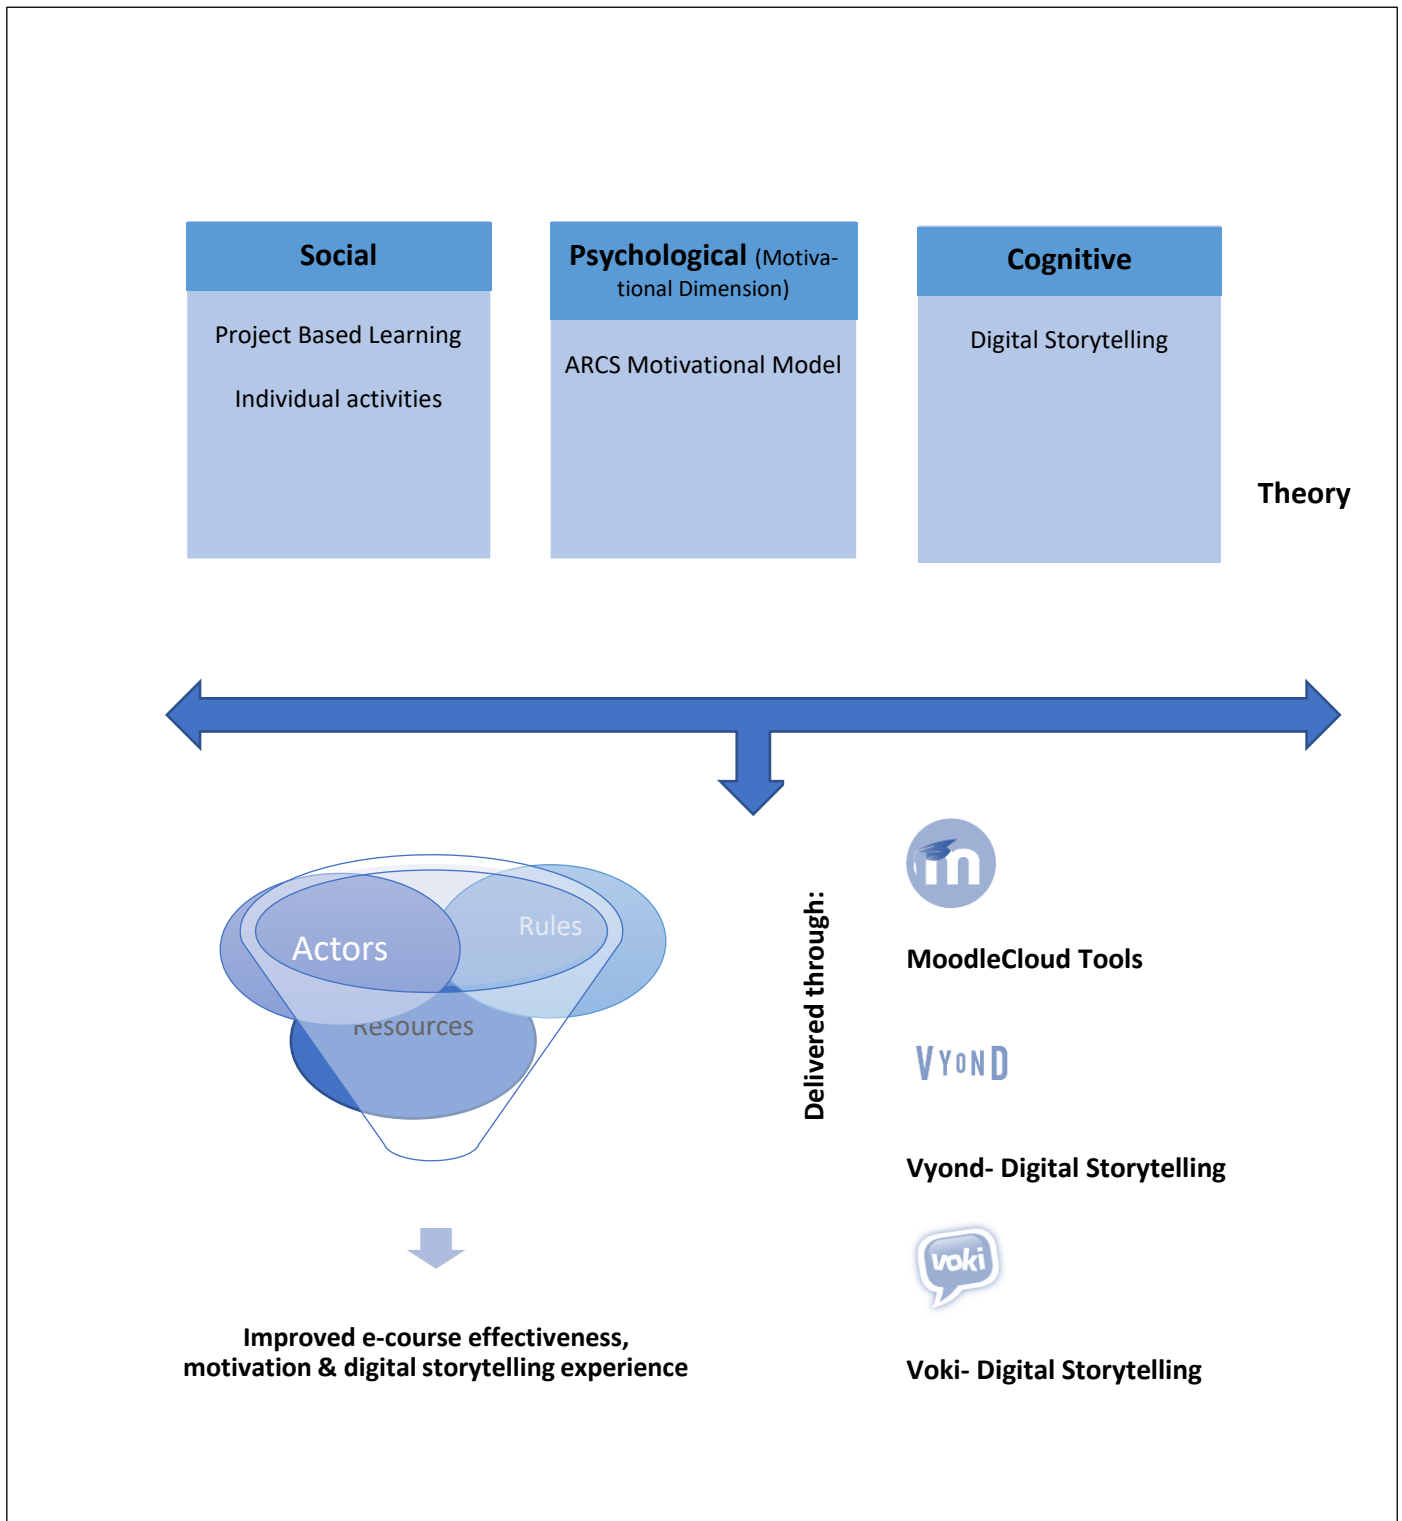 Social
Project Based Learning
Individual activities
Psychological (Motiva-
tional Dimension)
ARCS Motivational Model
Cognitive
Digital Storytelling
Theory
Actors
Rules
Resources
Improved e-course effectiveness,
motivation & digital storytelling experience
Delivered through:
m
MoodleCloud Tools
VYOND
Vyond- Digital Storytelling
voki
Voki- Digital Storytelling